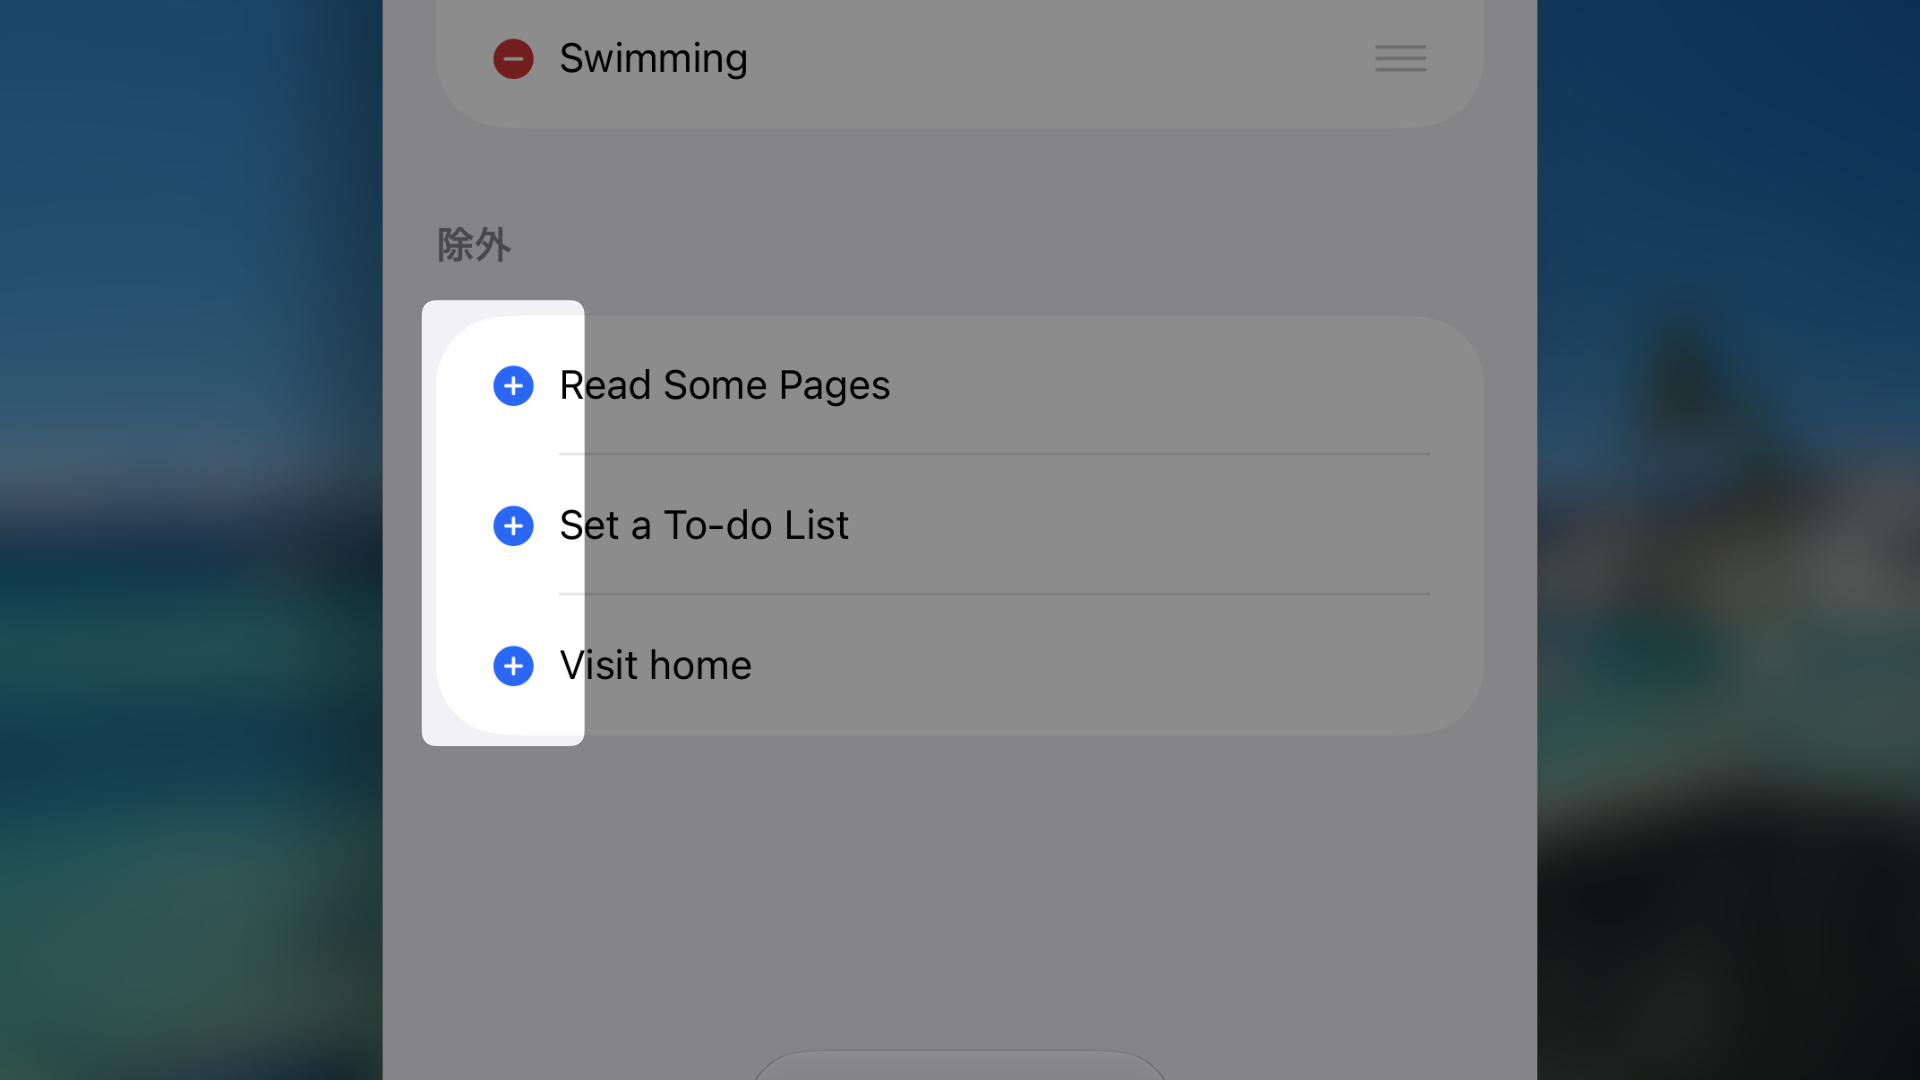 Swimming
除外
Read Some Pages
Set a To-do List
Visit home